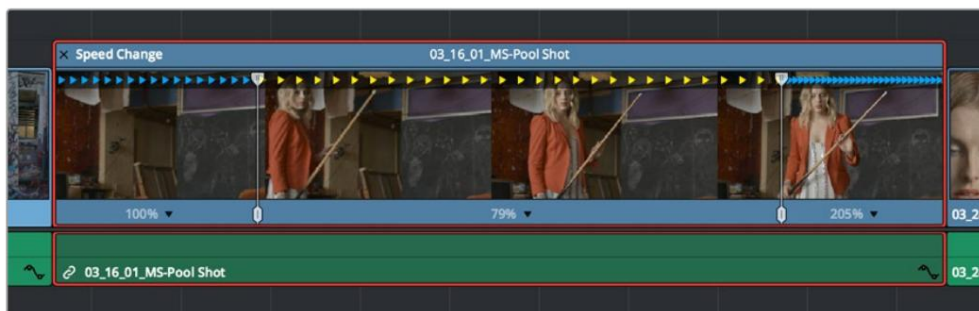 × Speed Change 03_16_01_MS-Pool Shot
100% ▼ 79% ▼ 205% ▼ 03_2
03_16_01_MS-Pool Shot 03_2